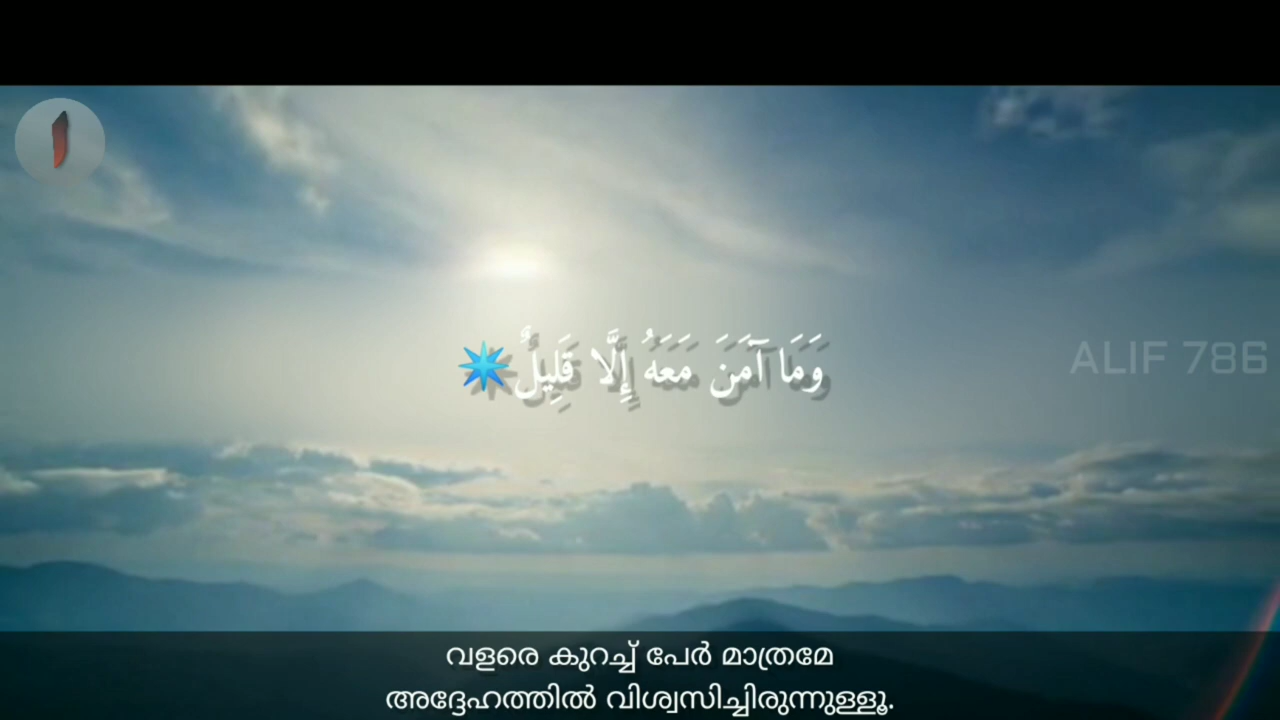 وَمَا آمَنَ مَعَهُ إِلَّا قَلِيلٌ
ALIF 786
വളരെ കുറച്ച് പേർ മാത്രമേ
അദ്ദേഹത്തിൽ വിശ്വസിച്ചിരുന്നുള്ളൂ.